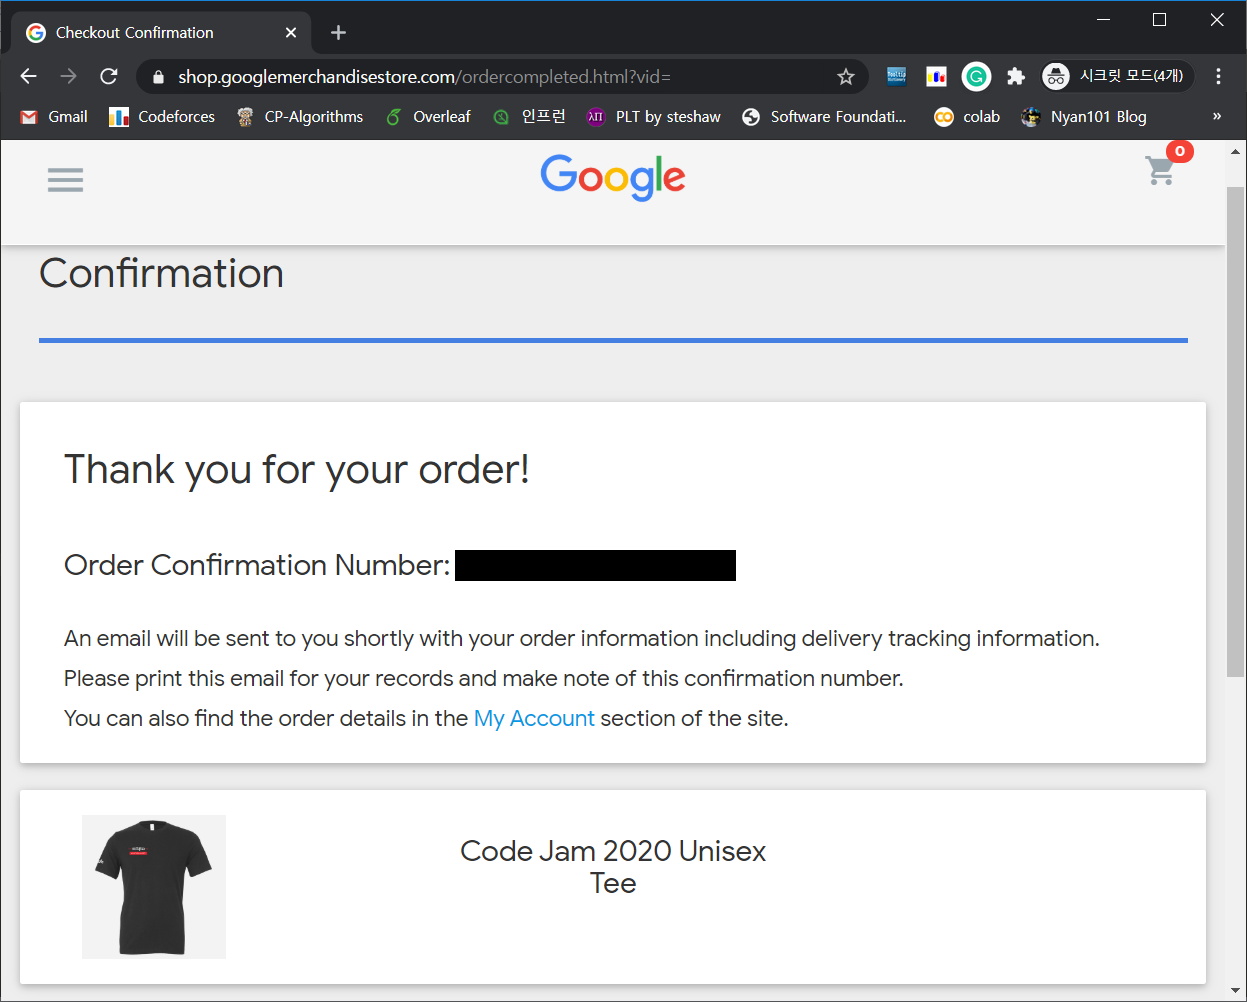 Checkout Confirmation
shop.googlemerchandisestore.com/ordercompleted.html?vid=
시크릿 모드(4개)
Gmail
Codeforces
CP-Algorithms
Overleaf
인프런
λΠ
PLT by steshaw
Software Foundati...
colab
Nyan101 Blog
»
Google
0
Confirmation
Thank you for your order!
Order Confirmation Number:
An email will be sent to you shortly with your order information including delivery tracking information.
Please print this email for your records and make note of this confirmation number.
You can also find the order details in the My Account section of the site.
Code Jam 2020 Unisex
Tee